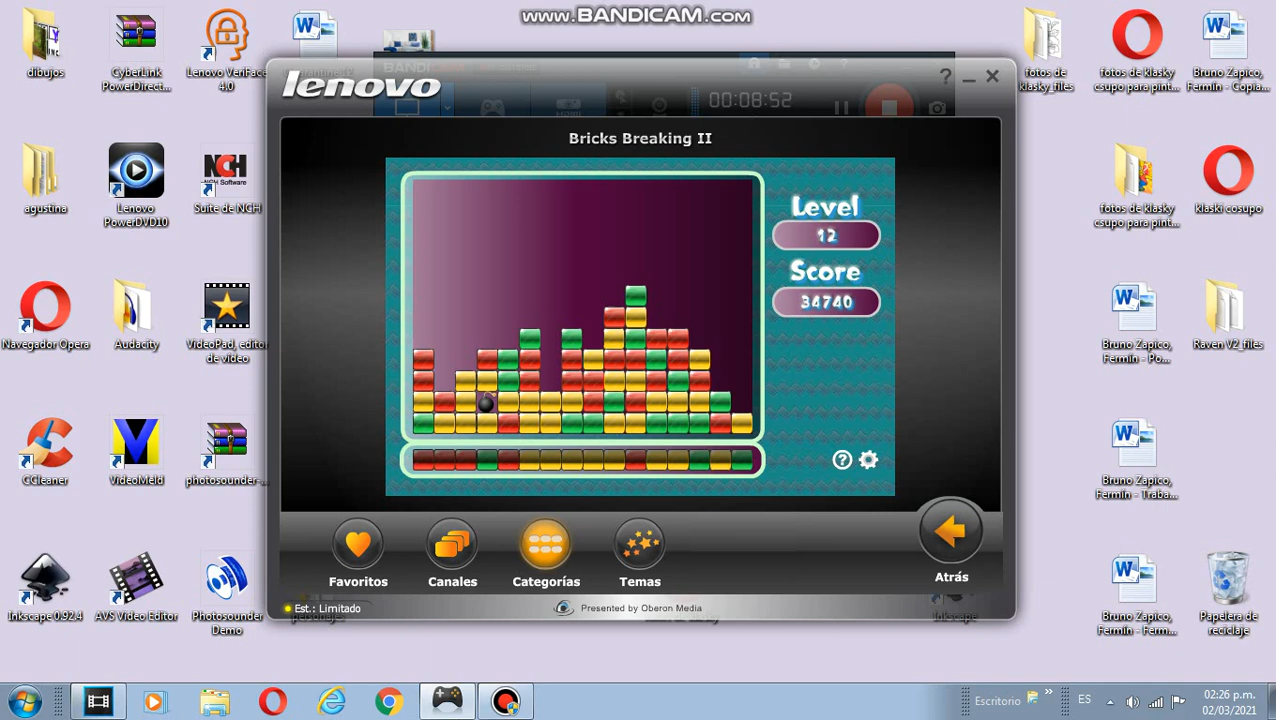 www.BANDICAM.com
dibujos
CyberLink
PowerDirect...
Lenovo VeriFace
4.0
fotos de
klasky_files
fotos de klasky
csupo para pint...
Bruno Zapico,
Fermín - Copia...
lenovo
00:08:52
Bricks Breaking II
Level
12
Score
34740
agustina
Lenovo
PowerDVD10
NCH Software
Suite de NCH
fotos de klasky
csupo para pint...
klaski cosupo
Navegador Opera
Audacity
VideoPad, editor
de vídeo
Bruno Zapico,
Fermín - Po...
Raven V2_files
CCleaner
VideoMeld
photosounder-...
Bruno Zapico,
Fermín - Traba...
Inkscape 0.92.4
AVS Video Editor
Photosounder
Demo
Bruno Zapico,
Fermín - Ferm...
Papelera de
reciclaje
Favoritos
Canales
Categorías
Temas
Atrás
Est.: Limitado
Presented by Oberon Media
personajes
Inkscape
Escritorio
ES
02:26 p.m.
02/03/2021